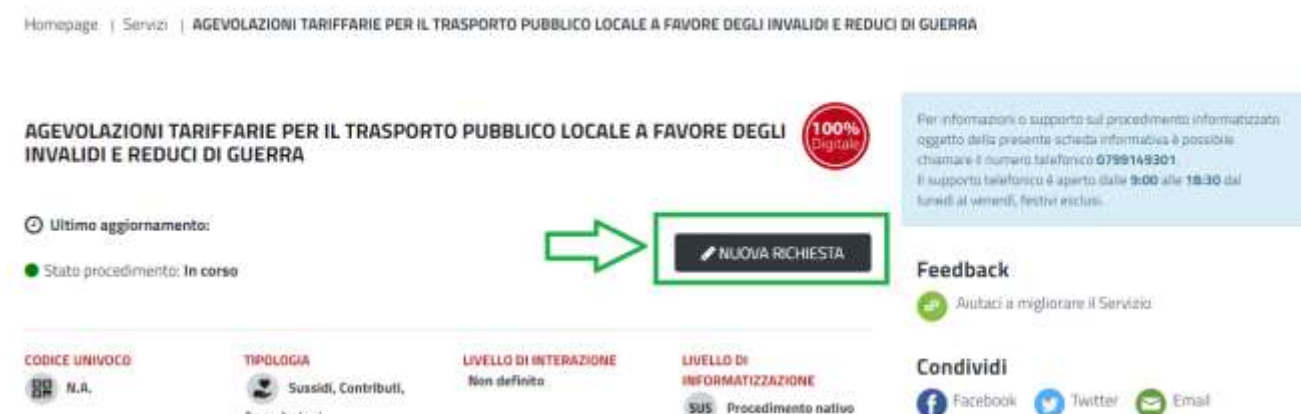 Homepage | Servizi | AGEVOLAZIONI TARIFFARIE PER IL TRASPORTO PUBBLICO LOCALE A FAVORE DEGLI INVALIDI E REDUCI DI GUERRA
AGEVOLAZIONI TARIFFARIE PER IL TRASPORTO PUBBLICO LOCALE A FAVORE DEGLI
INVALIDI E REDUCI DI GUERRA
100%
Digitale
Ultimo aggiornamento:
Stato procedimento: In corso
NUOVA RICHIESTA
Per informazioni o supporto sul procedimento informatizzato
oggetto della presente scheda informativa è possibile
chiamare il numero telefonico 0799149301.
Il supporto telefonico è aperto dalle 9:00 alle 18:30 dal
lunedì al venerdì, festivi esclusi.
Feedback
Aiutaci a migliorare il Servizio
CODICE UNIVOCO
N.A.
TIPOLOGIA
Sussidi, Contributi,
LIVELLO DI INTERAZIONE
Non definito
LIVELLO DI
INFORMATIZZAZIONE
SUS Procedimento nativo
Condividi
Facebook Twitter Email